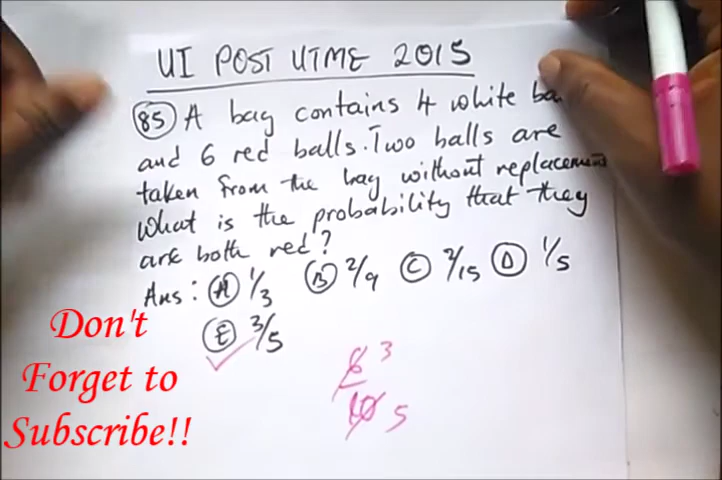 UI POST UTME 2015
85 A bag contains 4 white ba
and 6 red balls. Two balls are
taken from the bag without replacement
What is the probability that they
are both red?
Ans: A 1/3 B 2/9 C 2/15 D 1/5
E 3/5
6 3
10 5
Don't
Forget to
Subscribe!!